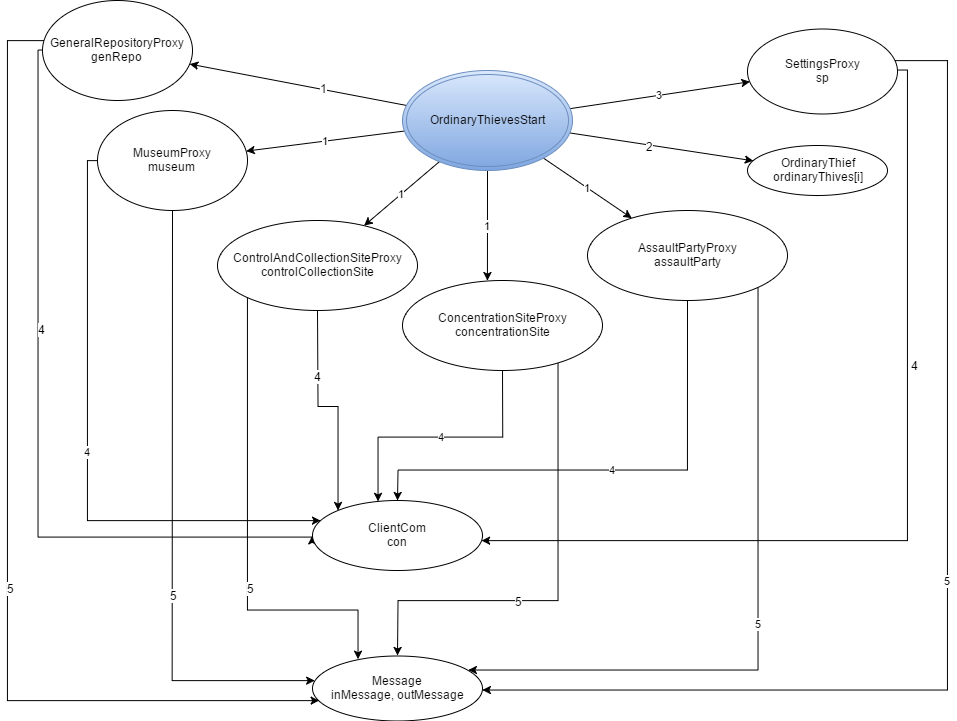 GeneralRepositoryProxy
genRepo
SettingsProxy
sp
1
3
OrdinaryThievesStart
MuseumProxy
museum
1
2
OrdinaryThief
ordinaryThives[i]
1
1
1
ControlAndCollectionSiteProxy
controlCollectionSite
AssaultPartyProxy
assaultParty
ConcentrationSiteProxy
concentrationSite
4
4
4
4
4
4
ClientCom
con
5
5
5
5
5
5
Message
inMessage, outMessage